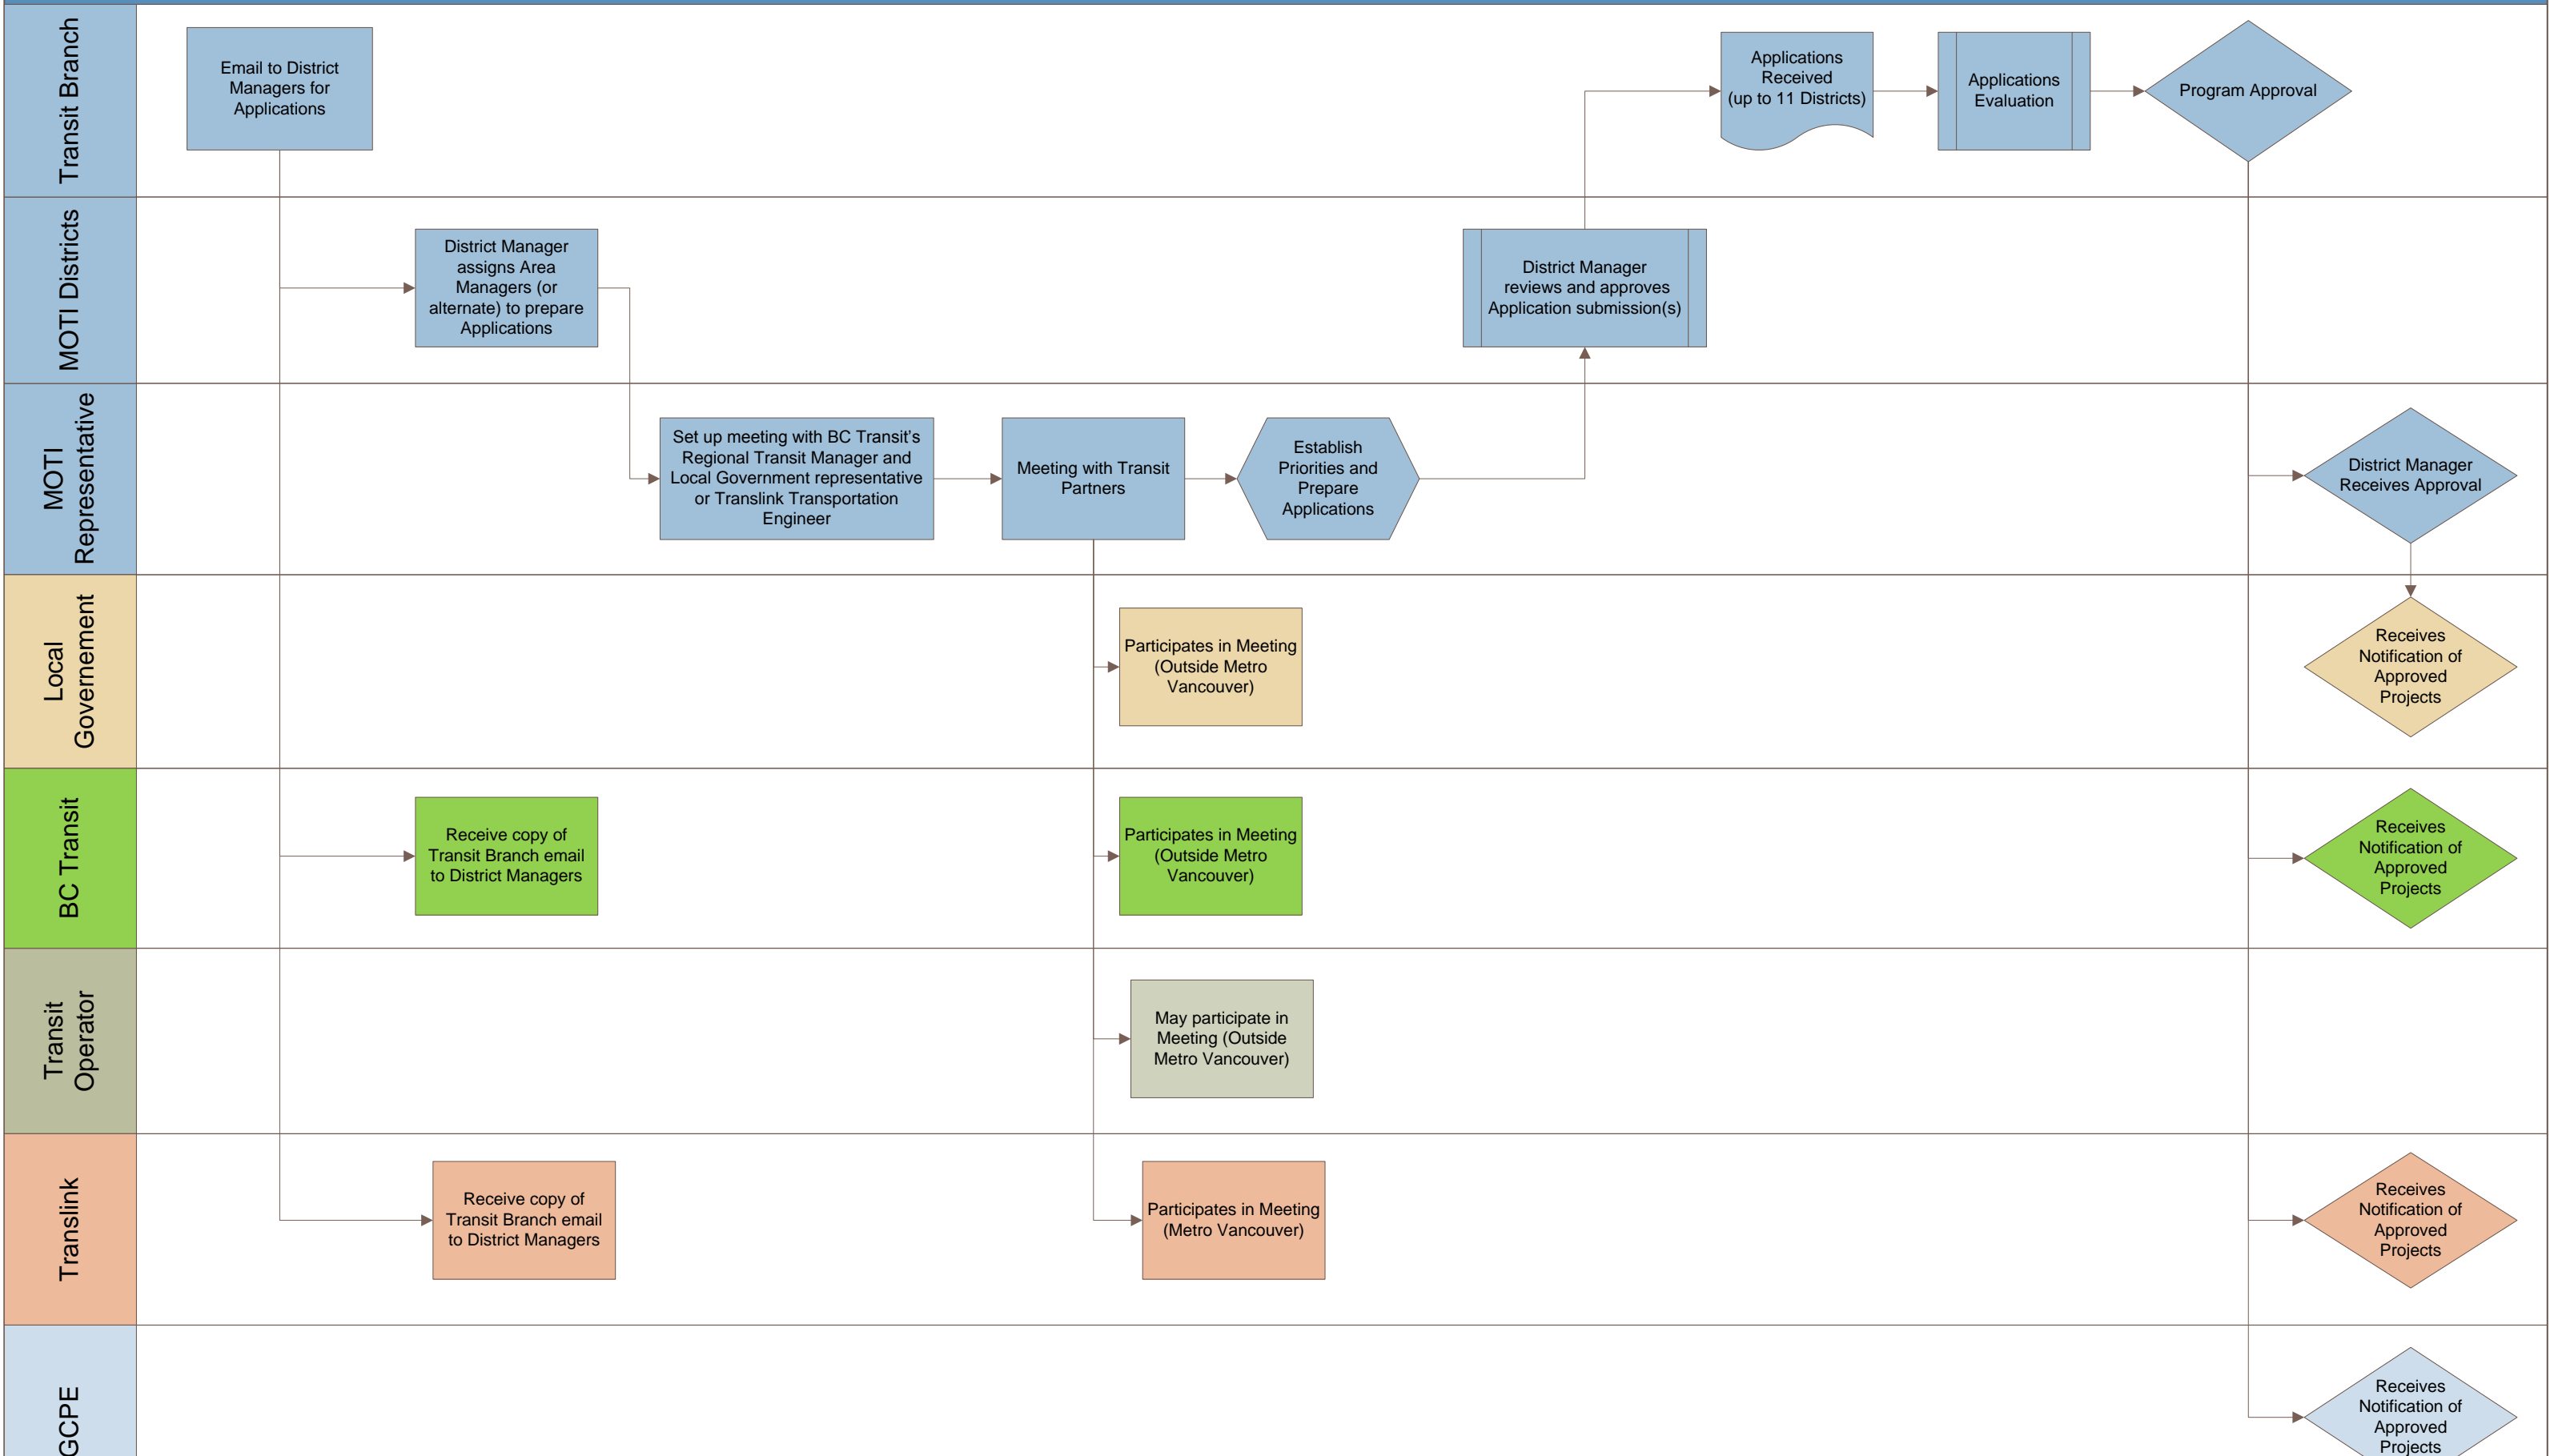 Transit Branch
Email to District
Managers for
Applications
Applications
Received
(up to 11 Districts)
Applications
Evaluation
Program Approval
MOTI Districts
District Manager
assigns Area
Managers (or
alternate) to prepare
Applications
District Manager
reviews and approves
Application submission(s)
MOTI
Representative
Set up meeting with BC Transit’s
Regional Transit Manager and
Local Government representative
or Translink Transportation
Engineer
Meeting with Transit
Partners
Establish
Priorities and
Prepare
Applications
District Manager
Receives Approval
Local
Governement
Participates in Meeting
(Outside Metro
Vancouver)
Receives
Notification of
Approved
Projects
BC Transit
Receive copy of
Transit Branch email
to District Managers
Participates in Meeting
(Outside Metro
Vancouver)
Receives
Notification of
Approved
Projects
Transit
Operator
May participate in
Meeting (Outside
Metro Vancouver)
Translink
Receive copy of
Transit Branch email
to District Managers
Participates in Meeting
(Metro Vancouver)
Receives
Notification of
Approved
Projects
GCPE
Receives
Notification of
Approved
Projects